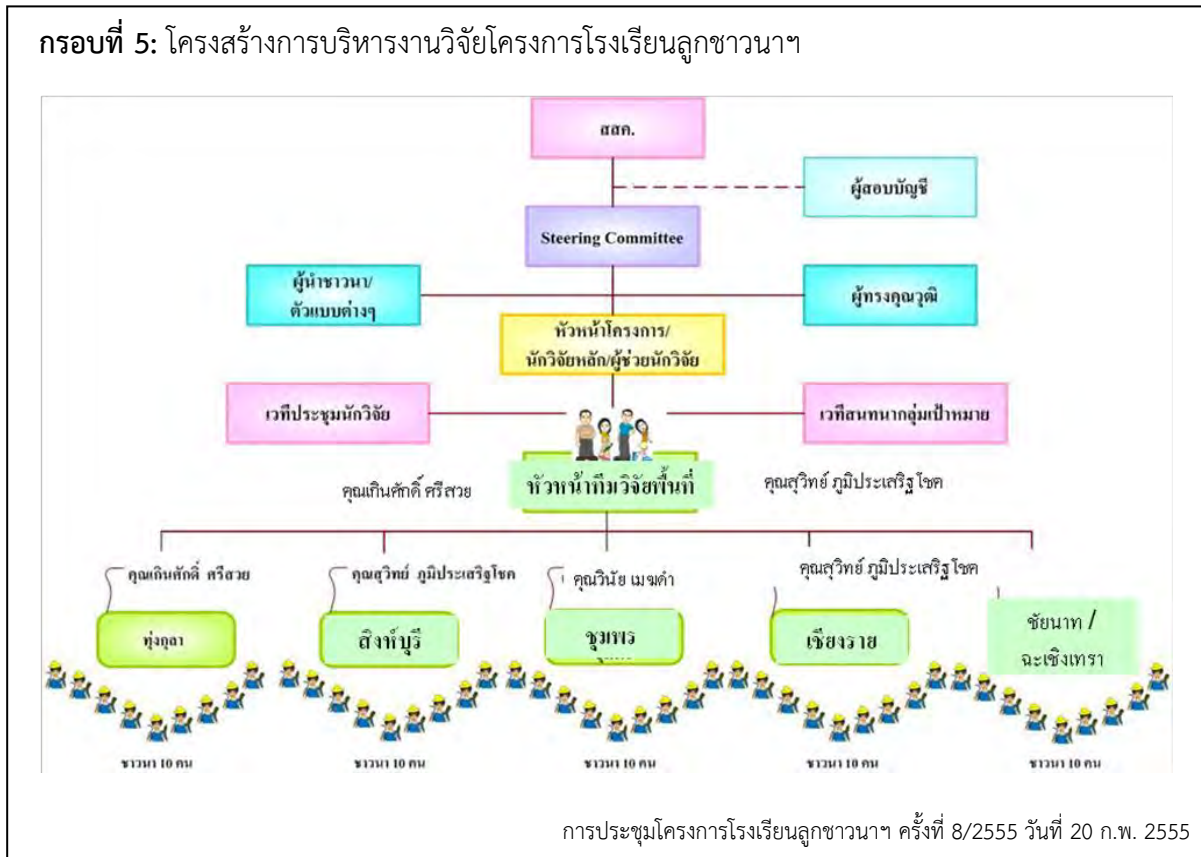 กรอบที่ 5: โครงสร้างการบริหารงานวิจัยโครงการโรงเรียนลูกชาวนาฯ
สสค.
ผู้สอบบัญชี
Steering Committee
ผู้นำชาวนา/
ตัวแบบต่างๆ
ผู้ทรงคุณวุฒิ
หัวหน้าโครงการ/
นักวิจัยหลัก/ผู้ช่วยนักวิจัย
เวทีประชุมนักวิจัย
เวทีสนทนากลุ่มเป้าหมาย
หัวหน้าทีมวิจัยพื้นที่
คุณเกินศักดิ์ ศรีสวย
คุณสุวิทย์ ภูมิประเสริฐโชค
คุณเกินศักดิ์ ศรีสวย
คุณสุวิทย์ ภูมิประเสริฐโชค
คุณวินัย เมฆดำ
คุณสุวิทย์ ภูมิประเสริฐโชค
ทุ่งกุลา
สิงห์บุรี
ชุมพร
เชียงราย
ชัยนาท /
ฉะเชิงเทรา
ชาวนา 10 คน
ชาวนา 10 คน
ชาวนา 10 คน
ชาวนา 10 คน
ชาวนา 10 คน
การประชุมโครงการโรงเรียนลูกชาวนาฯ ครั้งที่ 8/2555 วันที่ 20 ก.พ. 2555